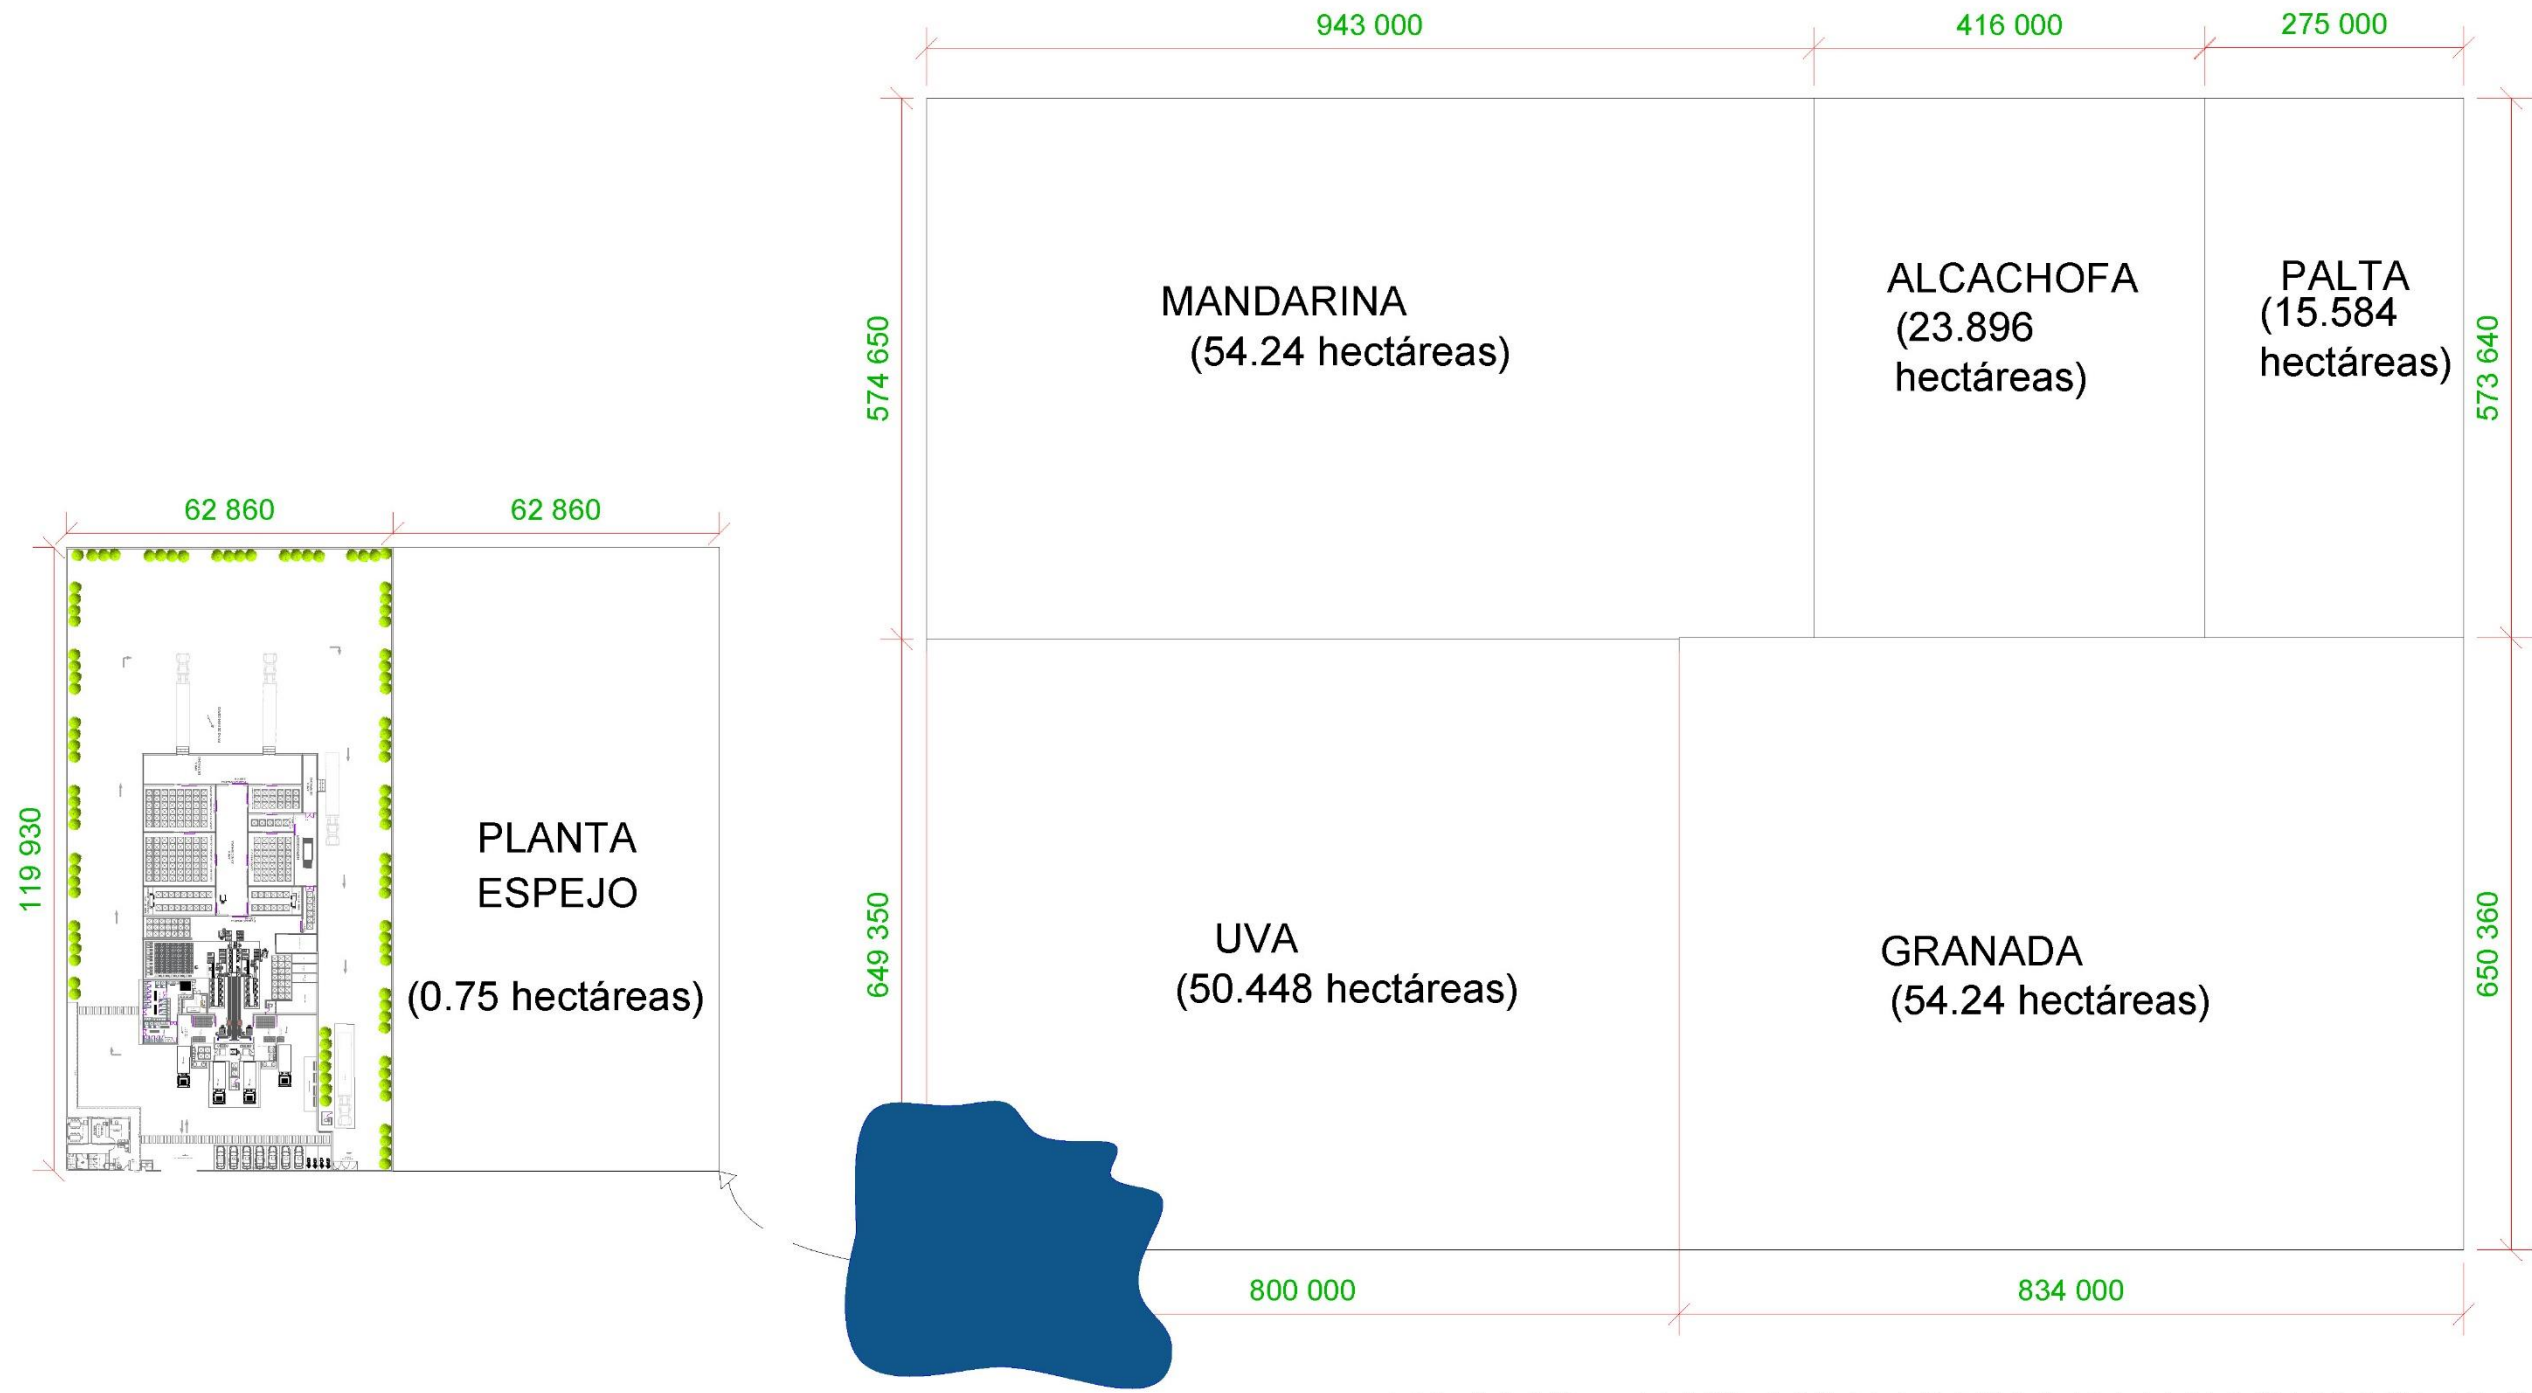 943 000
416 000
275 000
574 650
MANDARINA
(54.24 hectáreas)
ALCACHOFA
(23.896
hectáreas)
PALTA
(15.584
hectáreas)
573 640
62 860
62 860
119 930
PLANTA
ESPEJO
(0.75 hectáreas)
649 350
UVA
(50.448 hectáreas)
GRANADA
(54.24 hectáreas)
650 360
800 000
834 000